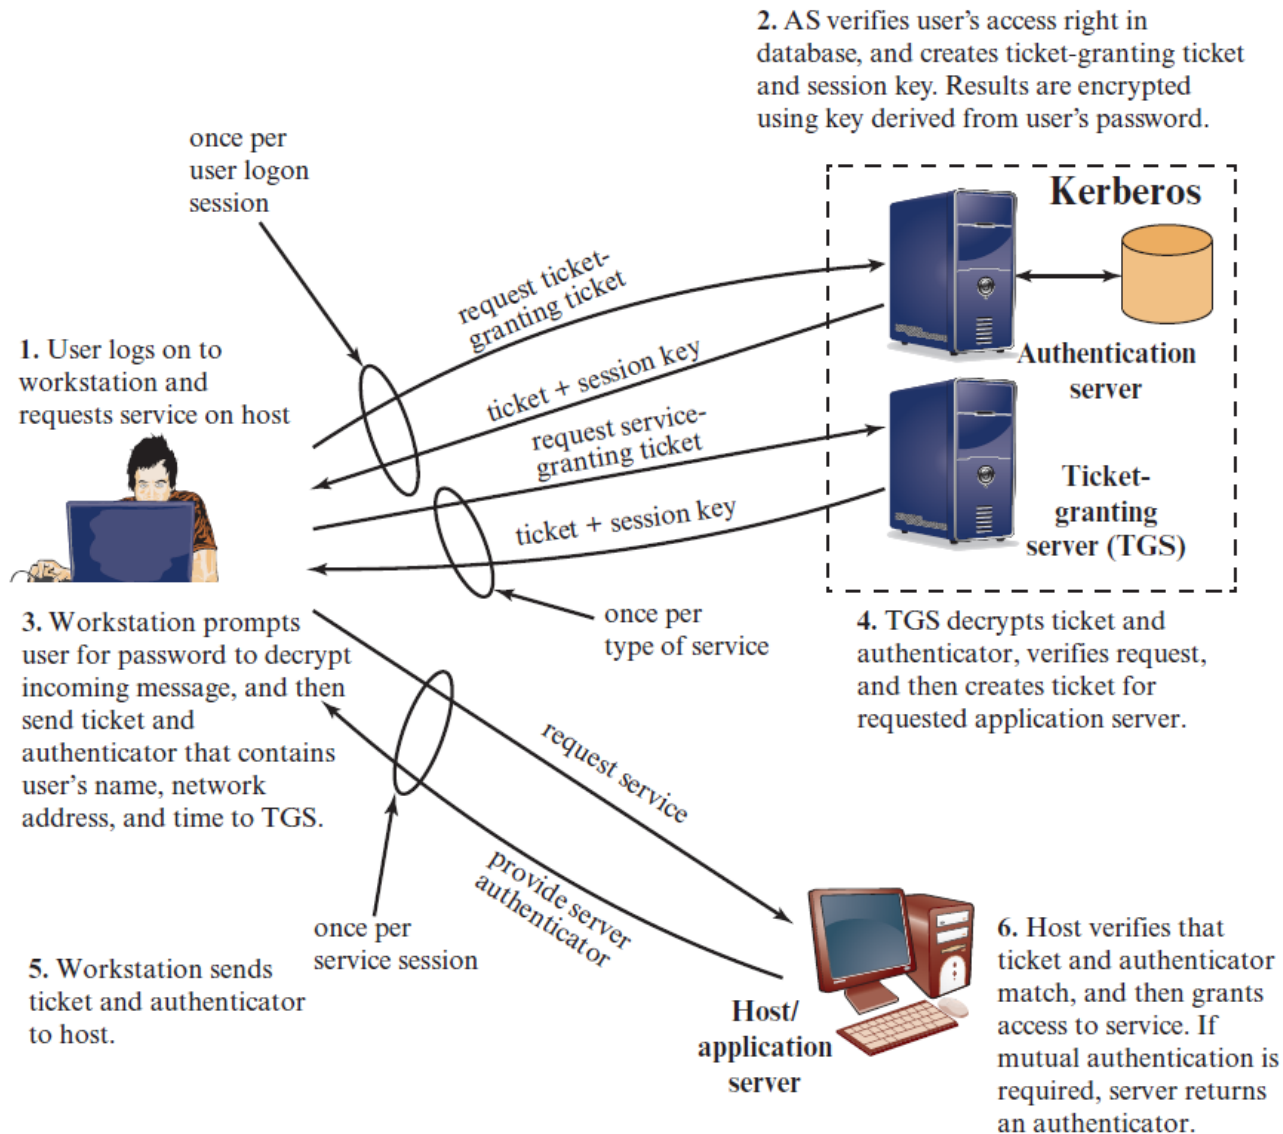 2. AS verifies user's access right in
database, and creates ticket-granting ticket
and session key. Results are encrypted
using key derived from user's password.
once per
user logon
session
Kerberos
request ticket-
granting ticket
1. User logs on to
workstation and
requests service on host
ticket + session key
Authentication
server
request service-
granting ticket
Ticket-
granting
server (TGS)
ticket + session key
once per
type of service
3. Workstation prompts
user for password to decrypt
incoming message, and then
send ticket and
authenticator that contains
user's name, network
address, and time to TGS.
4. TGS decrypts ticket and
authenticator, verifies request,
and then creates ticket for
requested application server.
request service
provide server
authenticator
once per
service session
5. Workstation sends
ticket and authenticator
to host.
Host/
application
server
6. Host verifies that
ticket and authenticator
match, and then grants
access to service. If
mutual authentication is
required, server returns
an authenticator.